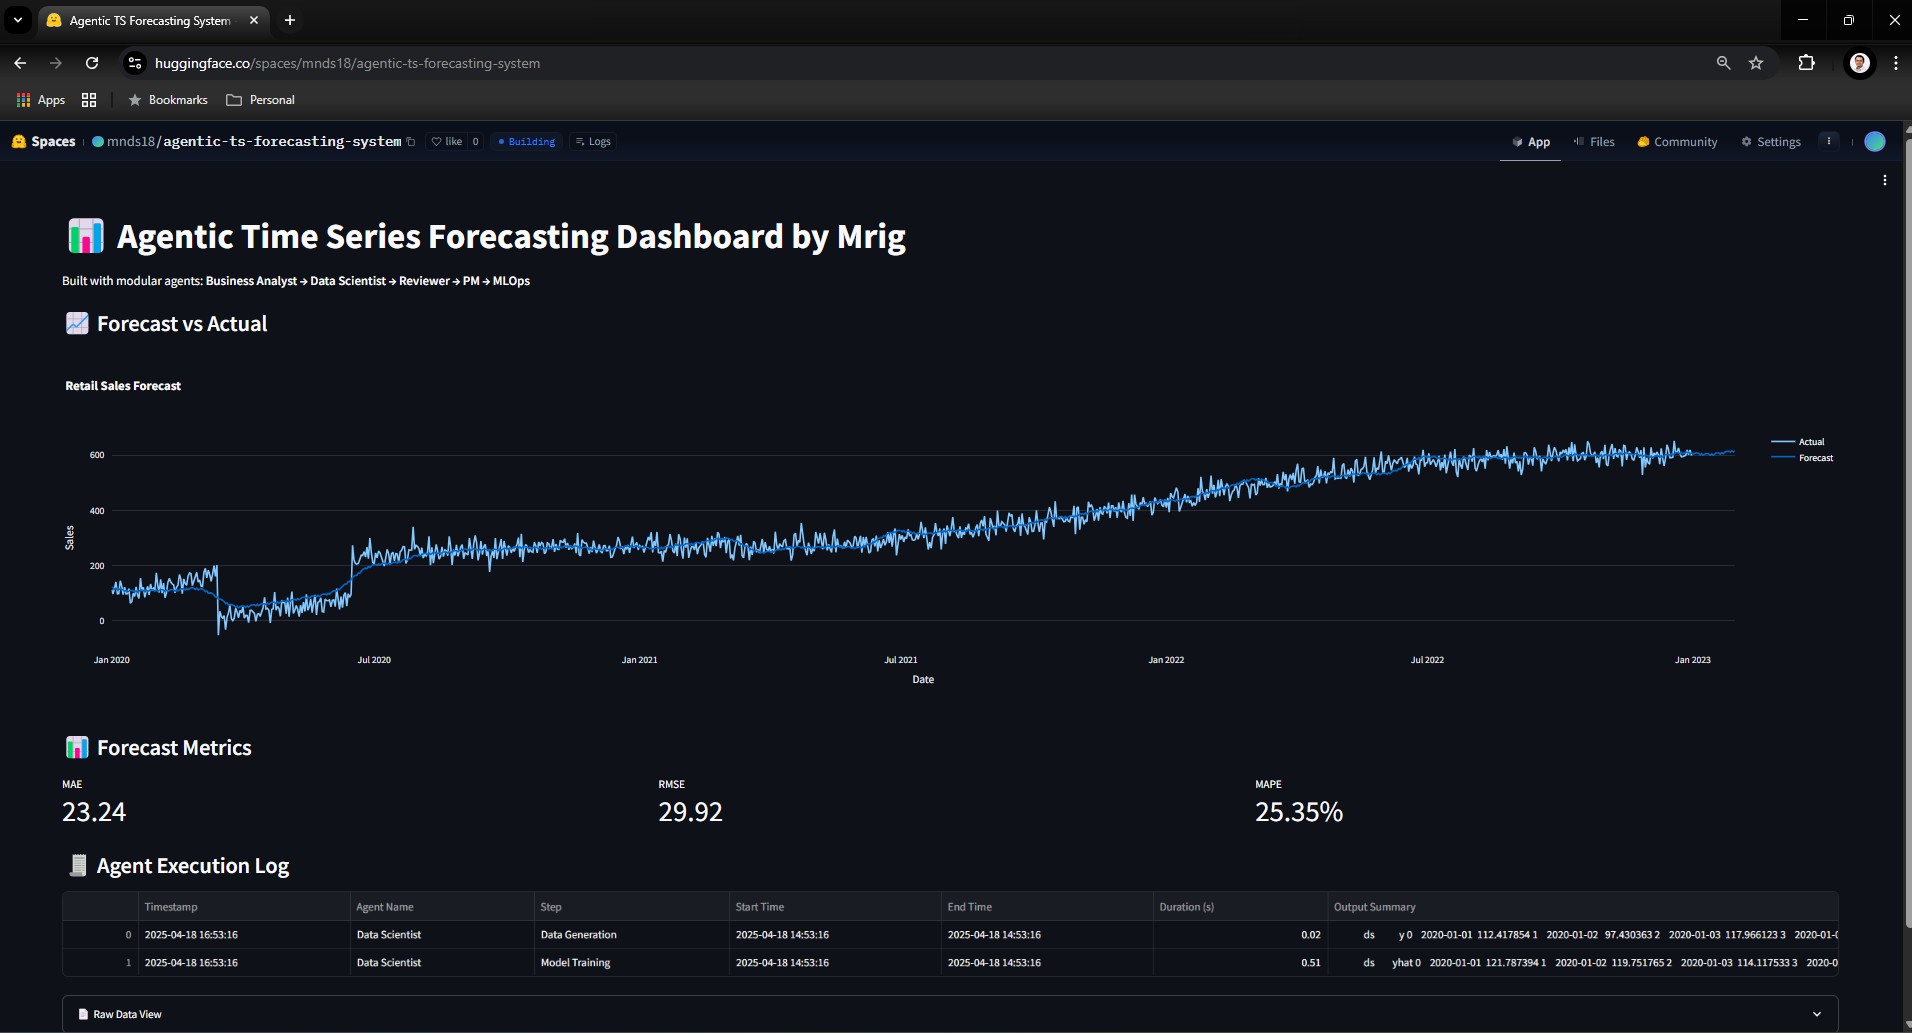 Agentic TS Forecasting System
huggingface.co/spaces/mnds18/agentic-ts-forecasting-system
Apps Bookmarks Personal
Spaces mnds18/agentic-ts-forecasting-system like 0 Building Logs App Files Community Settings
Agentic Time Series Forecasting Dashboard by Mrig
Built with modular agents: Business Analyst → Data Scientist → Reviewer → PM → MLOps
Forecast vs Actual
Retail Sales Forecast
Actual
Forecast
600
400
200
0
Sales
Jan 2020 Jul 2020 Jan 2021 Jul 2021 Jan 2022 Jul 2022 Jan 2023
Date
Forecast Metrics
MAE RMSE MAPE
23.24 29.92 25.35%
Agent Execution Log
Timestamp Agent Name Step Start Time End Time Duration (s) Output Summary
0 2025-04-18 16:53:16 Data Scientist Data Generation 2025-04-18 14:53:16 2025-04-18 14:53:16 0.02 ds y 0 2020-01-01 112.417854 1 2020-01-02 97.430363 2 2020-01-03 117.966123 3 2020-01-0
1 2025-04-18 16:53:16 Data Scientist Model Training 2025-04-18 14:53:16 2025-04-18 14:53:16 0.51 ds yhat 0 2020-01-01 121.787394 1 2020-01-02 119.751765 2 2020-01-03 114.117533 3 2020-0
Raw Data View